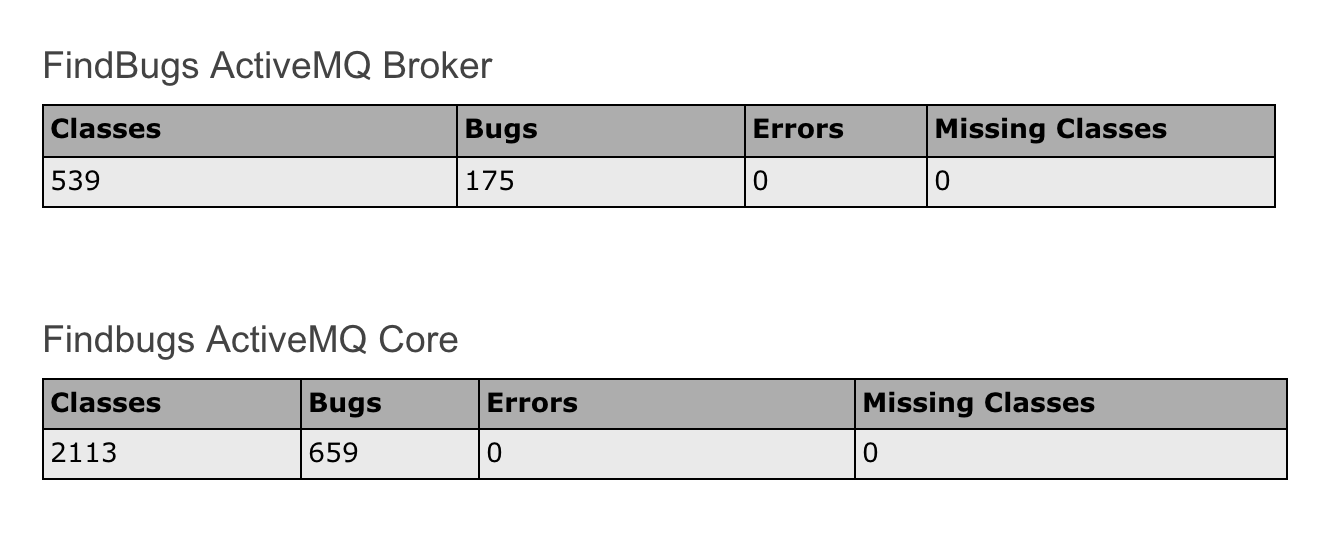 FindBugs ActiveMQ Broker
Classes Bugs Errors Missing Classes
539 175 0 0
Findbugs ActiveMQ Core
Classes Bugs Errors Missing Classes
2113 659 0 0